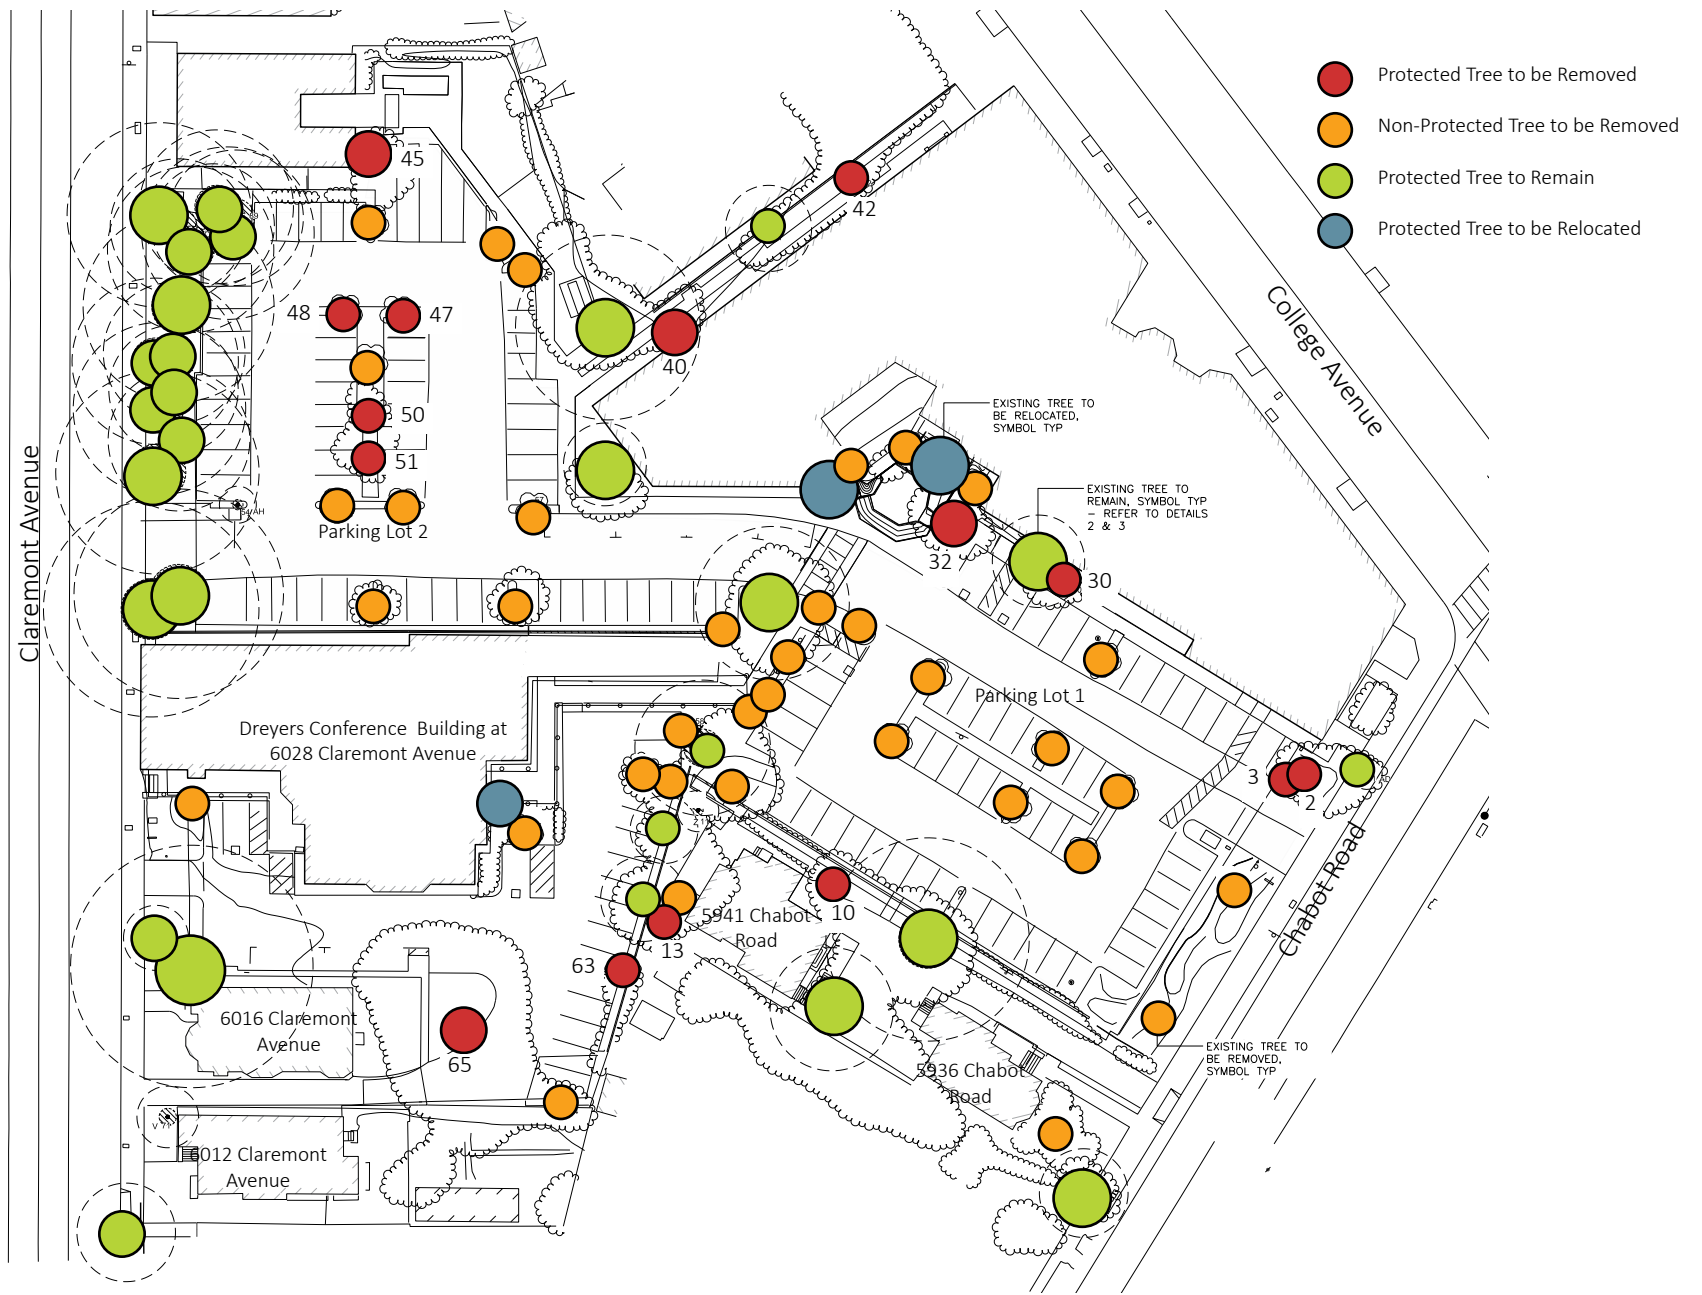 Protected Tree to be Removed
Non-Protected Tree to be Removed
Protected Tree to Remain
Protected Tree to be Relocated
45
42
48
47
40
50
51
College Avenue
Claremont Avenue
EXISTING TREE TO
BE RELOCATED,
SYMBOL TYP
EXISTING TREE TO
REMAIN, SYMBOL TYP
– REFER TO DETAILS
2 & 3
Parking Lot 2
32
30
Parking Lot 1
Dreyers Conference Building at
6028 Claremont Avenue
3
2
Chabot Road
10
5941 Chabot
Road
13
63
6016 Claremont
Avenue
65
EXISTING TREE TO
BE REMOVED,
SYMBOL TYP
5936 Chabot
Road
6012 Claremont
Avenue